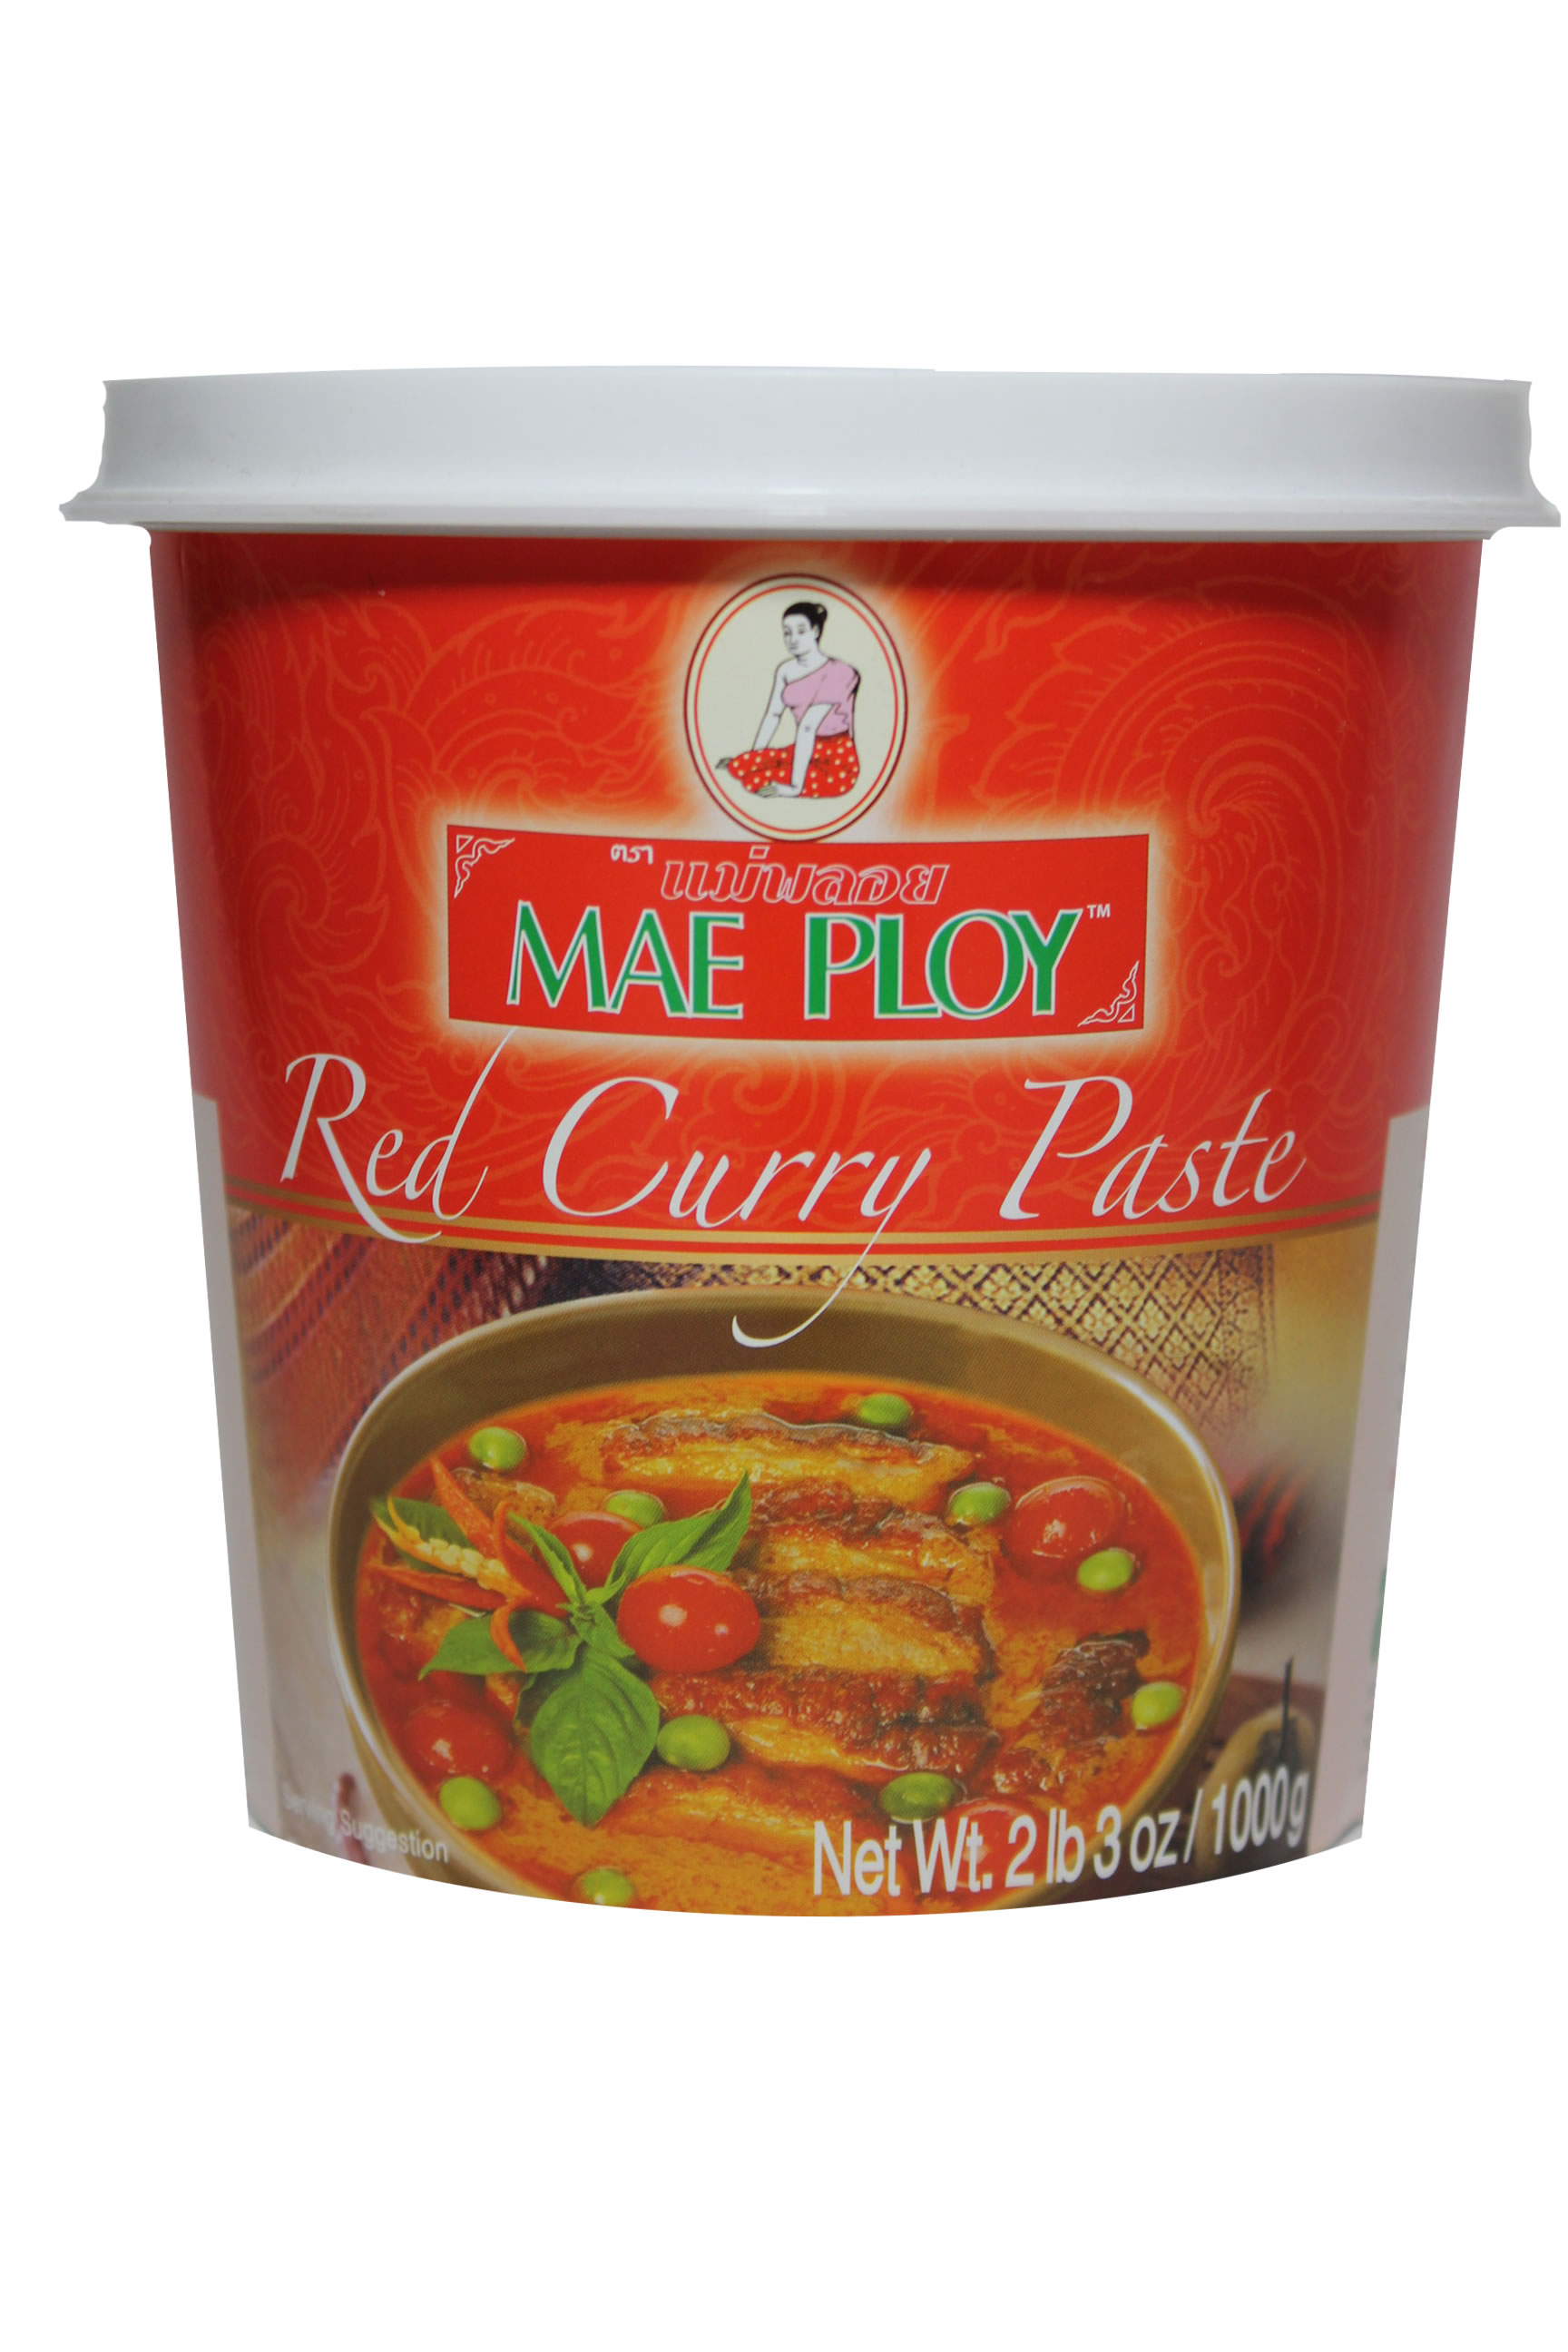 ตรา แม่พลอย
MAE PLOY™
Red Curry Paste
Serving Suggestion
Net Wt. 2 lb 3 oz / 1000g